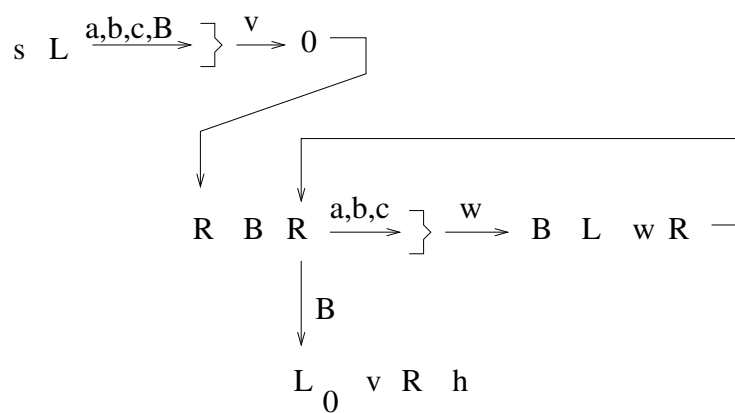 s L a,b,c,B } v 0
R B R a,b,c } w B L w R
B
L 0 v R h